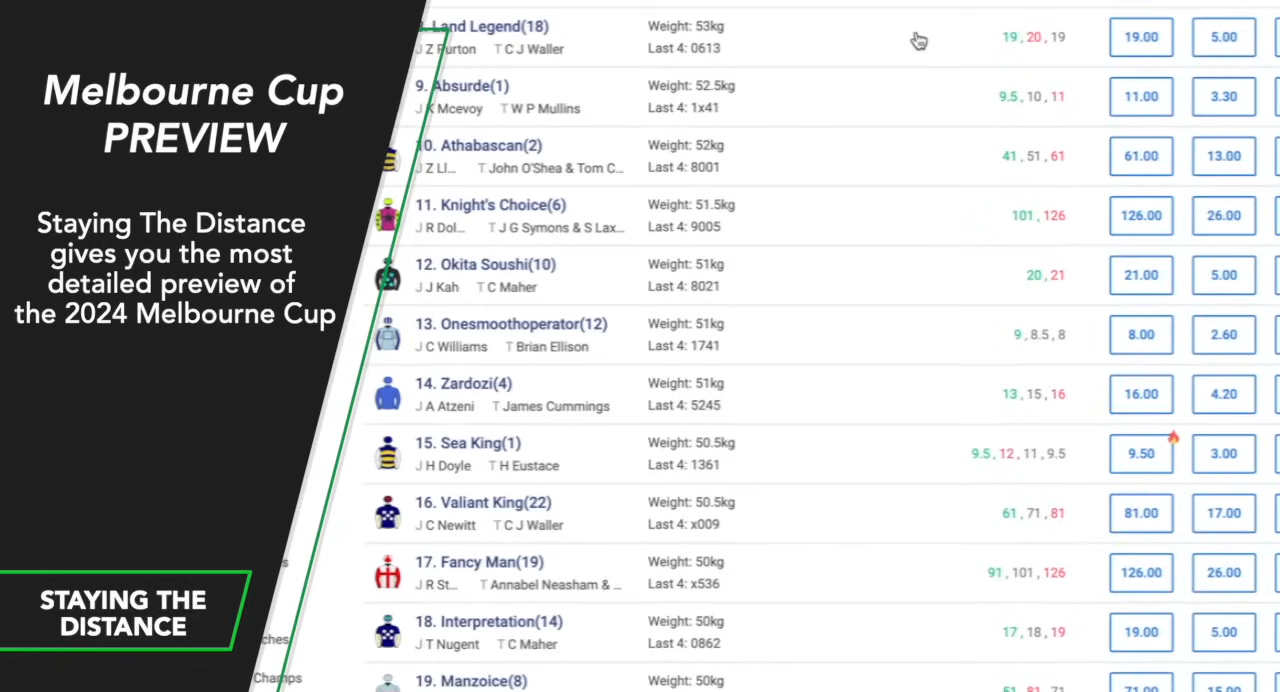 Melbourne Cup
PREVIEW
Staying The Distance
gives you the most
detailed preview of
the 2024 Melbourne Cup
STAYING THE
DISTANCE
Land Legend(18) Weight: 53kg
J Z Purton T C J Waller Last 4: 0613
19, 20, 19 19.00 5.00
9. Absurde(1) Weight: 52.5kg
J K Mcevoy T W P Mullins Last 4: 1x41
9.5, 10, 11 11.00 3.30
10. Athabascan(2) Weight: 52kg
J Z Ll... T John O'Shea & Tom C... Last 4: 8001
41, 51, 61 61.00 13.00
11. Knight's Choice(6) Weight: 51.5kg
J R Dol... T J G Symons & S Lax... Last 4: 9005
101, 126 126.00 26.00
12. Okita Soushi(10) Weight: 51kg
J J Kah T C Maher Last 4: 8021
20, 21 21.00 5.00
13. Onesmoothoperator(12) Weight: 51kg
J C Williams T Brian Ellison Last 4: 1741
9, 8.5, 8 8.00 2.60
14. Zardozi(4) Weight: 51kg
J A Atzeni T James Cummings Last 4: 5245
13, 15, 16 16.00 4.20
15. Sea King(1) Weight: 50.5kg
J H Doyle T H Eustace Last 4: 1361
9.5, 12, 11, 9.5 9.50 3.00
16. Valiant King(22) Weight: 50.5kg
J C Newitt T C J Waller Last 4: x009
61, 71, 81 81.00 17.00
17. Fancy Man(19) Weight: 50kg
J R St... T Annabel Neasham & ... Last 4: x536
91, 101, 126 126.00 26.00
18. Interpretation(14) Weight: 50kg
J T Nugent T C Maher Last 4: 0862
17, 18, 19 19.00 5.00
19. Manzoice(8) Weight: 50kg
51, 81, 71 71.00 15.00
Champs